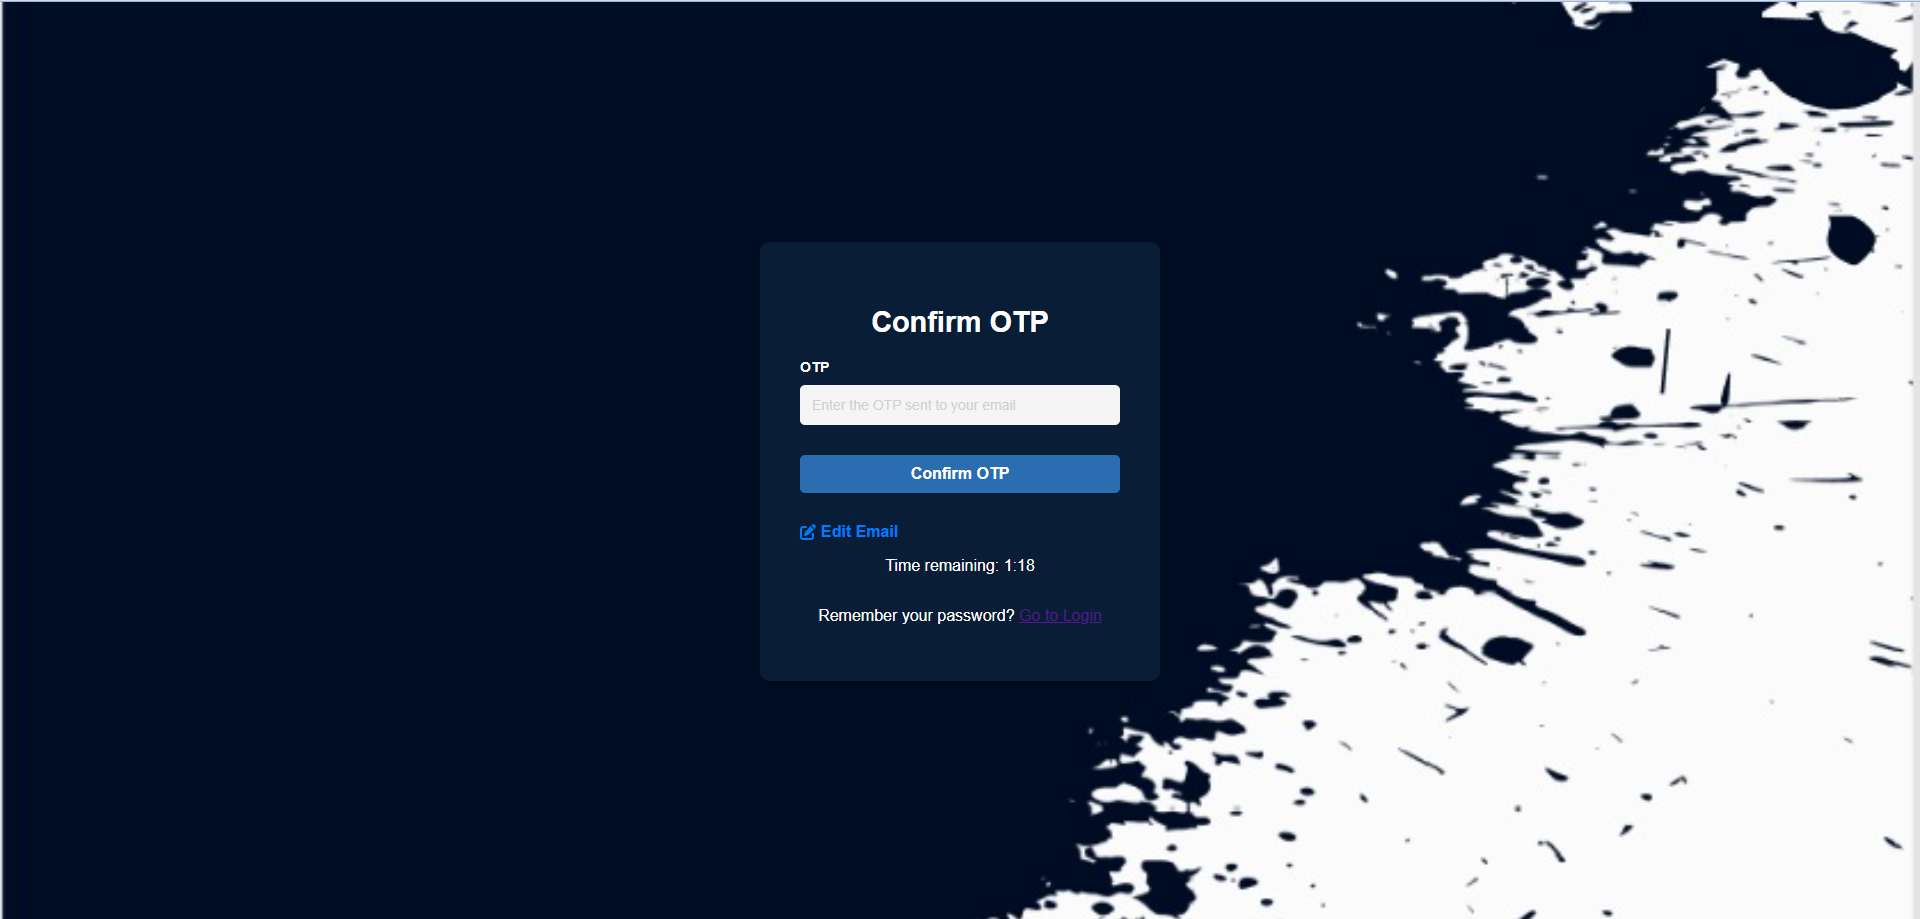 Confirm OTP
OTP
Enter the OTP sent to your email
Confirm OTP
Edit Email
Time remaining: 1:18
Remember your password? Go to Login